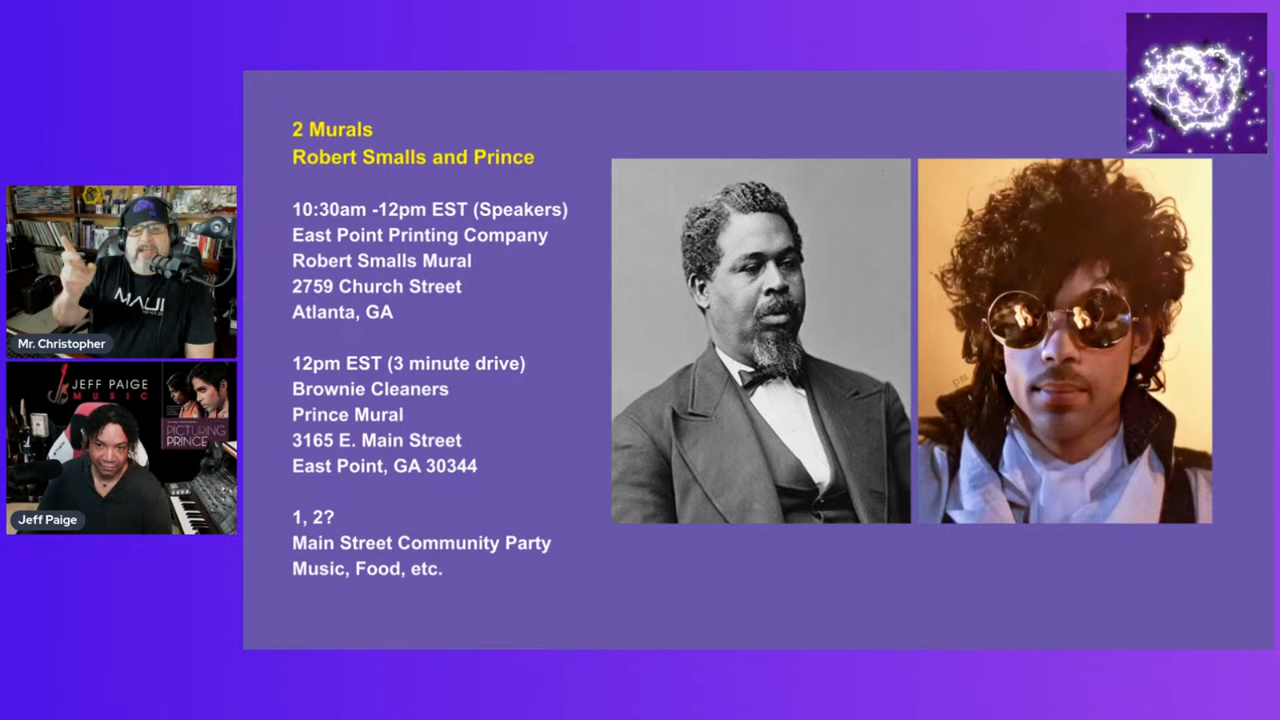 2 Murals
Robert Smalls and Prince
10:30am -12pm EST (Speakers)
East Point Printing Company
Robert Smalls Mural
2759 Church Street
Atlanta, GA
12pm EST (3 minute drive)
Brownie Cleaners
Prince Mural
3165 E. Main Street
East Point, GA 30344
1, 2?
Main Street Community Party
Music, Food, etc.
MAUI
Mr. Christopher
JEFF PAIGE
MUSIC
PICTURING
PRINCE
Jeff Paige
pm